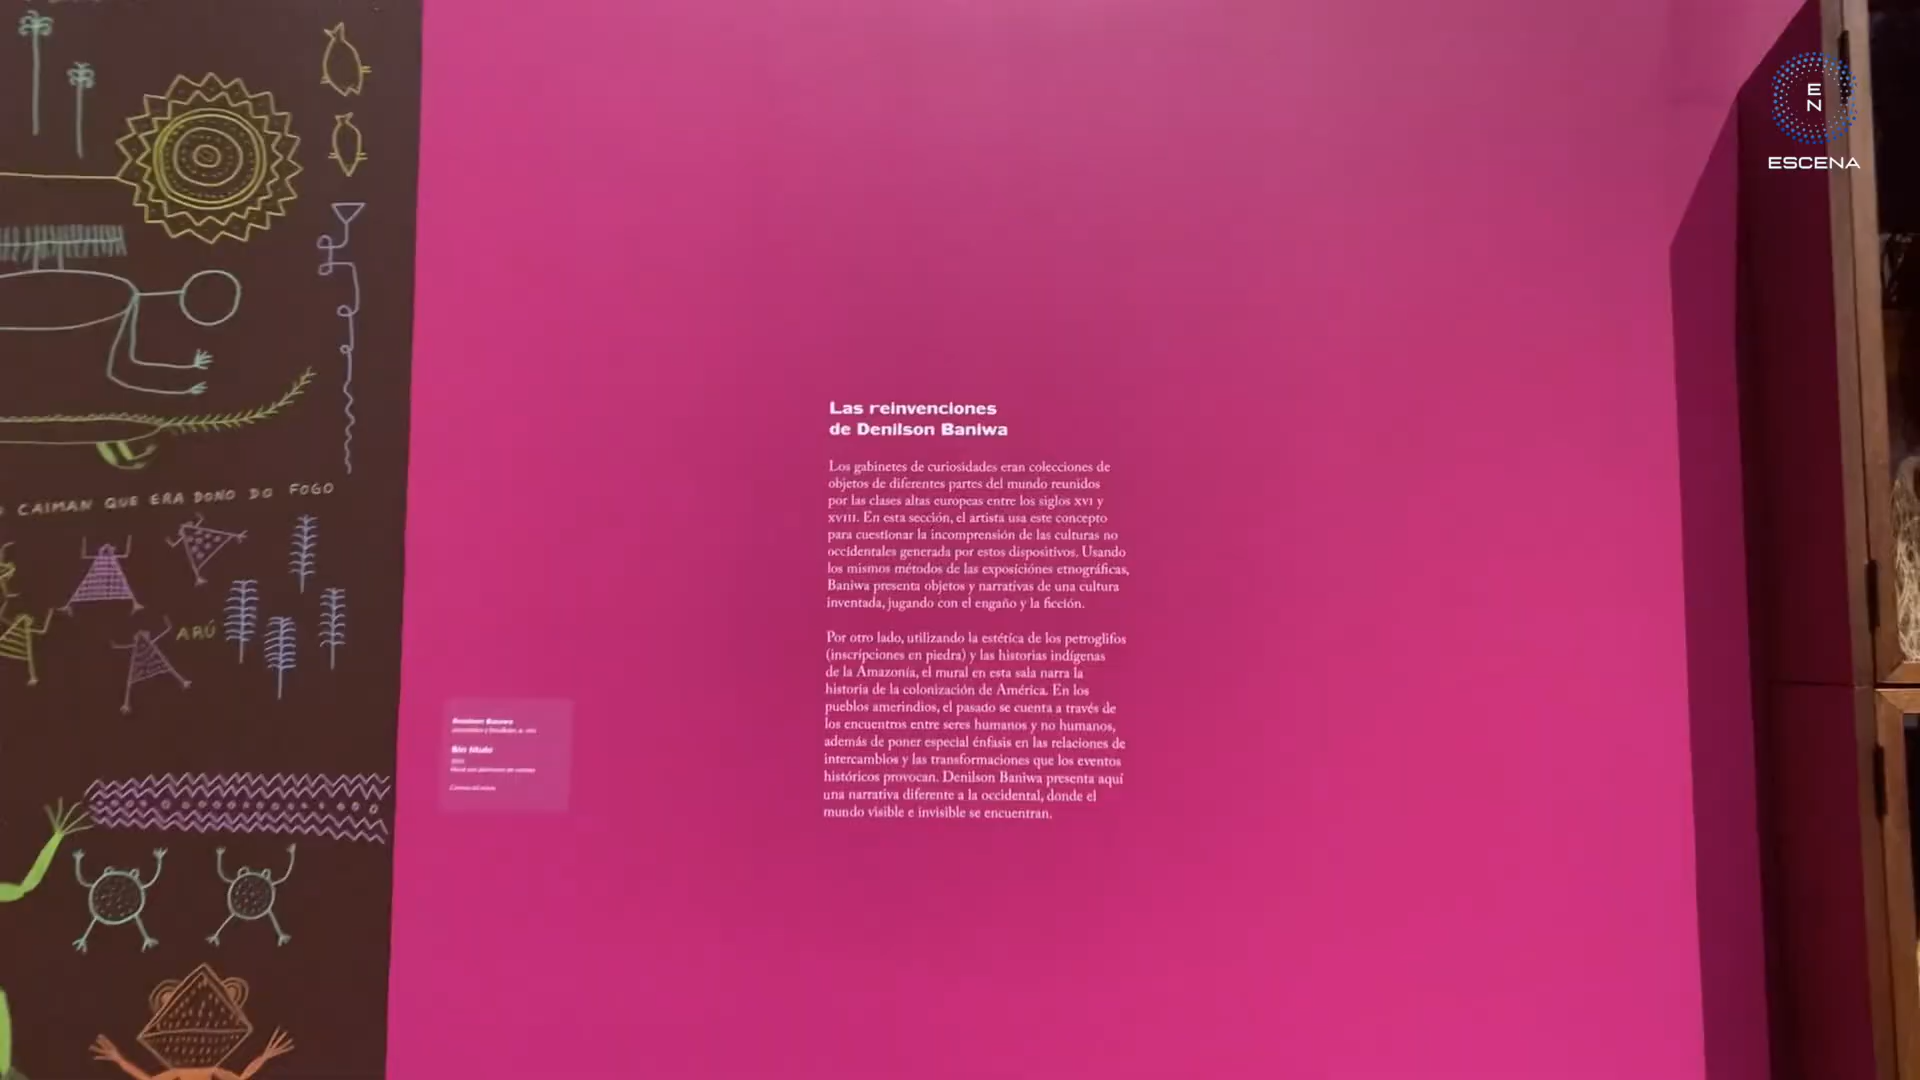 E
N
ESCENA
CAIMAN QUE ERA DONO DO FOGO
ARÚ
Las reinvenciones
de Denilson Baniwa
Los gabinetes de curiosidades eran colecciones de
objetos de diferentes partes del mundo reunidos
por las clases altas europeas entre los siglos XVI y
XVIII. En esta sección, el artista usa este concepto
para cuestionar la incomprensión de las culturas no
occidentales generada por estos dispositivos. Usando
los mismos métodos de las exposiciónes etnográficas,
Baniwa presenta objetos y narrativas de una cultura
inventada, jugando con el engaño y la ficción.
Por otro lado, utilizando la estética de los petroglifos
(inscripciones en piedra) y las historias indígenas
de la Amazonía, el mural en esta sala narra la
historia de la colonización de América. En los
pueblos amerindios, el pasado se cuenta a través de
los encuentros entre seres humanos y no humanos,
además de poner especial énfasis en las relaciones de
intercambios y las transformaciones que los eventos
históricos provocan. Denilson Baniwa presenta aquí
una narrativa diferente a la occidental, donde el
mundo visible e invisible se encuentran.
Denilson Baniwa
Sin título